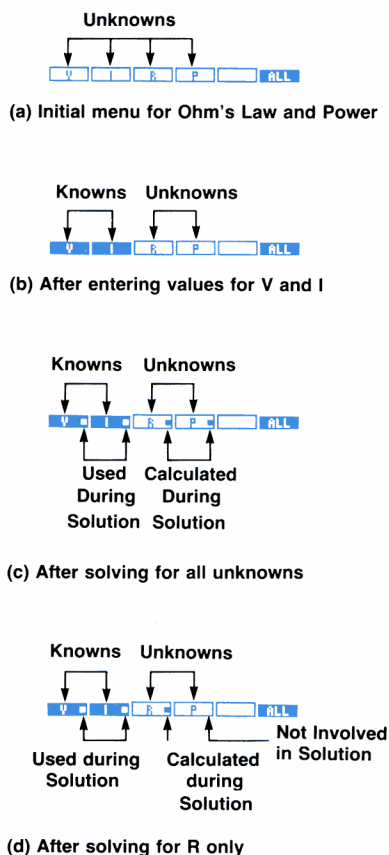 Unknowns
V I R P ALL
(a) Initial menu for Ohm's Law and Power
Knowns Unknowns
V I R P ALL
(b) After entering values for V and I
Knowns Unknowns
V I R P ALL
Used Calculated
During During
Solution Solution
(c) After solving for all unknowns
Knowns Unknowns
V I R P ALL
Not Involved
in Solution
Used during Calculated
Solution during
Solution
(d) After solving for R only